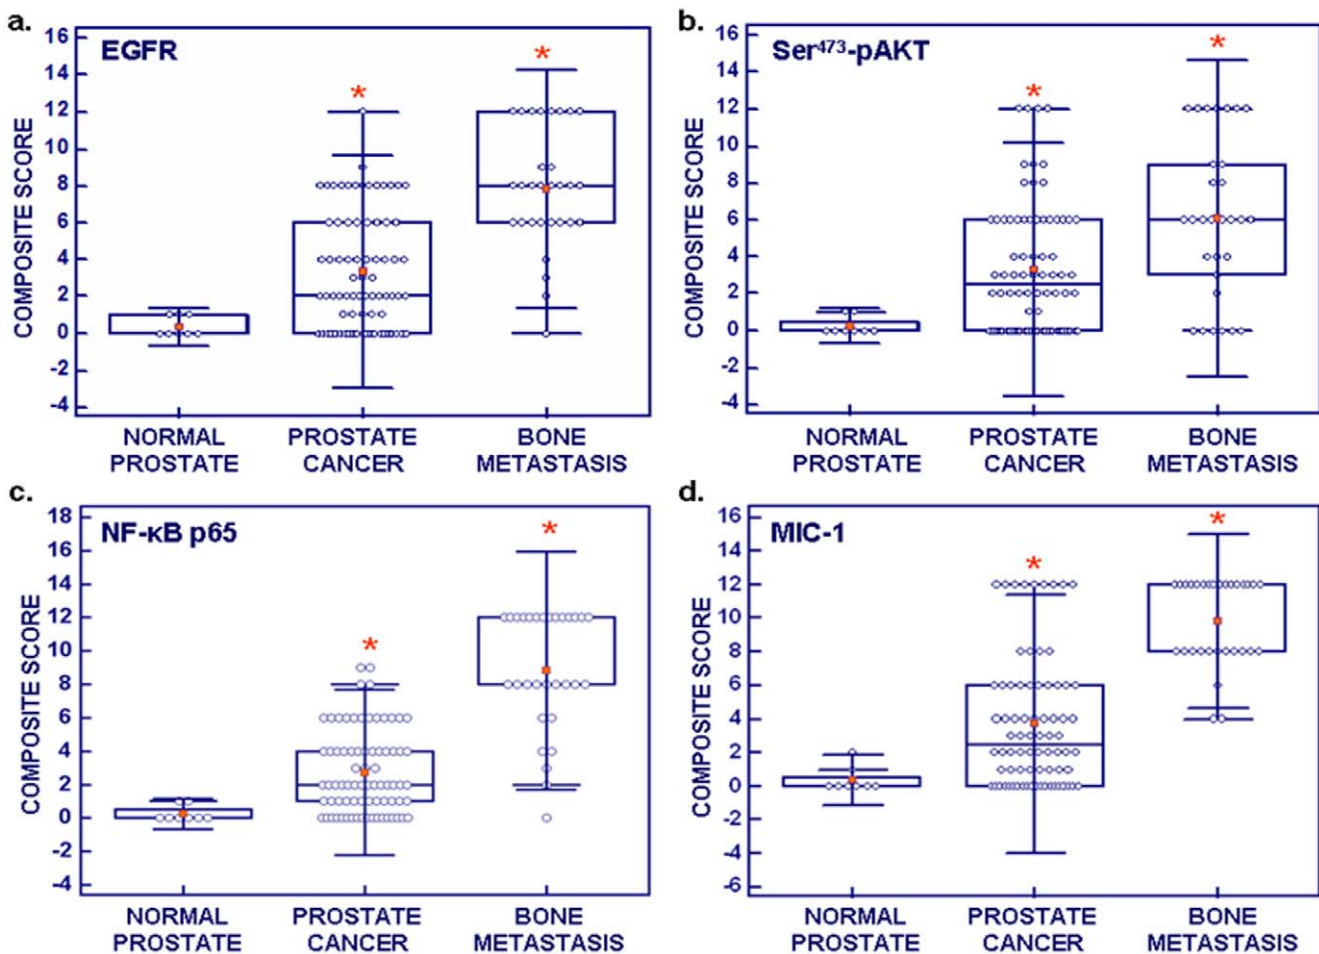 a.
EGFR
*
*
COMPOSITE SCORE
16
14
12
10
8
6
4
2
0
-2
-4
NORMAL
PROSTATE
PROSTATE
CANCER
BONE
METASTASIS
b.
Ser⁴⁷³-pAKT
*
*
COMPOSITE SCORE
16
14
12
10
8
6
4
2
0
-2
-4
NORMAL
PROSTATE
PROSTATE
CANCER
BONE
METASTASIS
c.
NF-κB p65
*
*
COMPOSITE SCORE
18
16
14
12
10
8
6
4
2
0
-2
-4
NORMAL
PROSTATE
PROSTATE
CANCER
BONE
METASTASIS
d.
MIC-1
*
*
COMPOSITE SCORE
16
14
12
10
8
6
4
2
0
-2
-4
-6
NORMAL
PROSTATE
PROSTATE
CANCER
BONE
METASTASIS